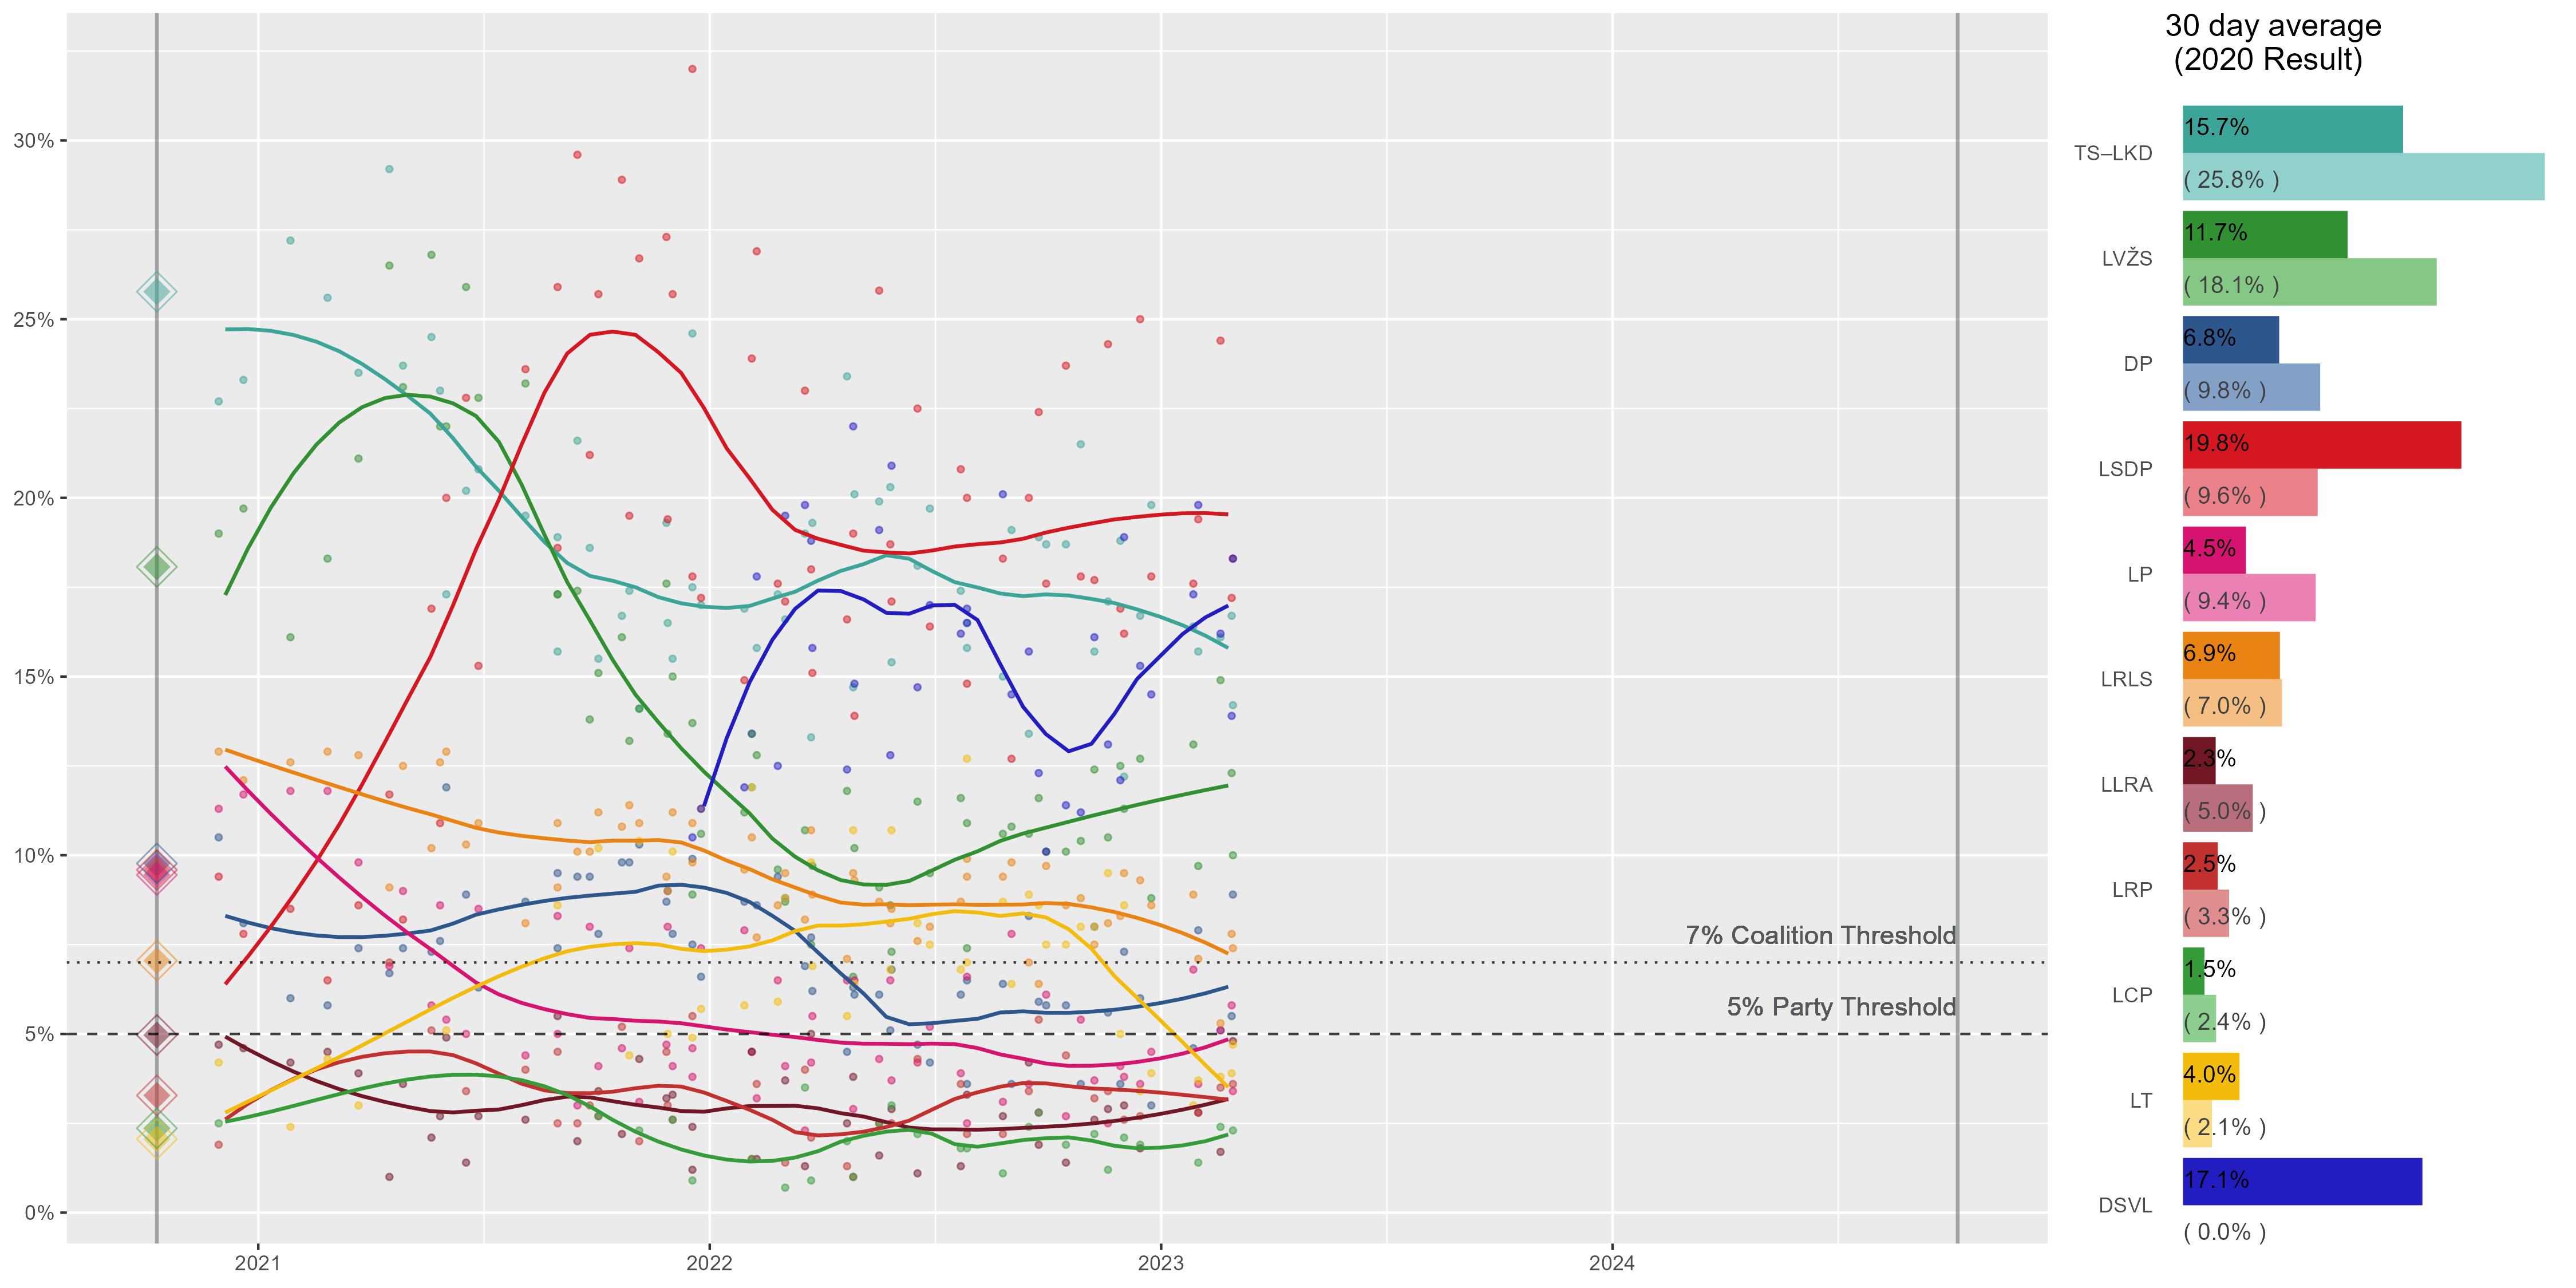 30%
25%
20%
15%
10%
5%
0%
2021
2022
2023
2024
7% Coalition Threshold
5% Party Threshold
30 day average
(2020 Result)
TS–LKD
15.7%
( 25.8% )
LVŽS
11.7%
( 18.1% )
DP
6.8%
( 9.8% )
LSDP
19.8%
( 9.6% )
LP
4.5%
( 9.4% )
LRLS
6.9%
( 7.0% )
LLRA
2.3%
( 5.0% )
LRP
2.5%
( 3.3% )
LCP
1.5%
( 2.4% )
LT
4.0%
( 2.1% )
DSVL
17.1%
( 0.0% )